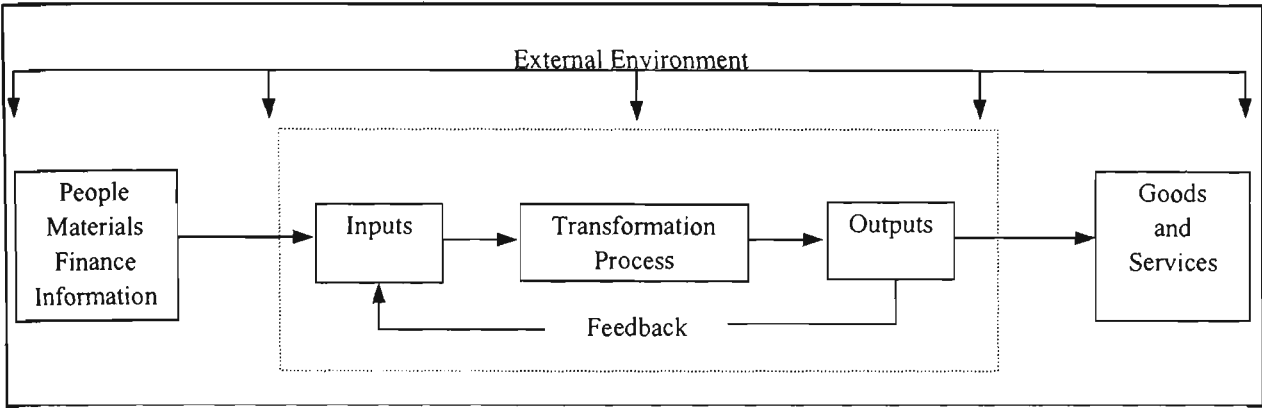 External Environment
People
Materials
Finance
Information
Inputs
Transformation
Process
Outputs
Goods
and
Services
Feedback